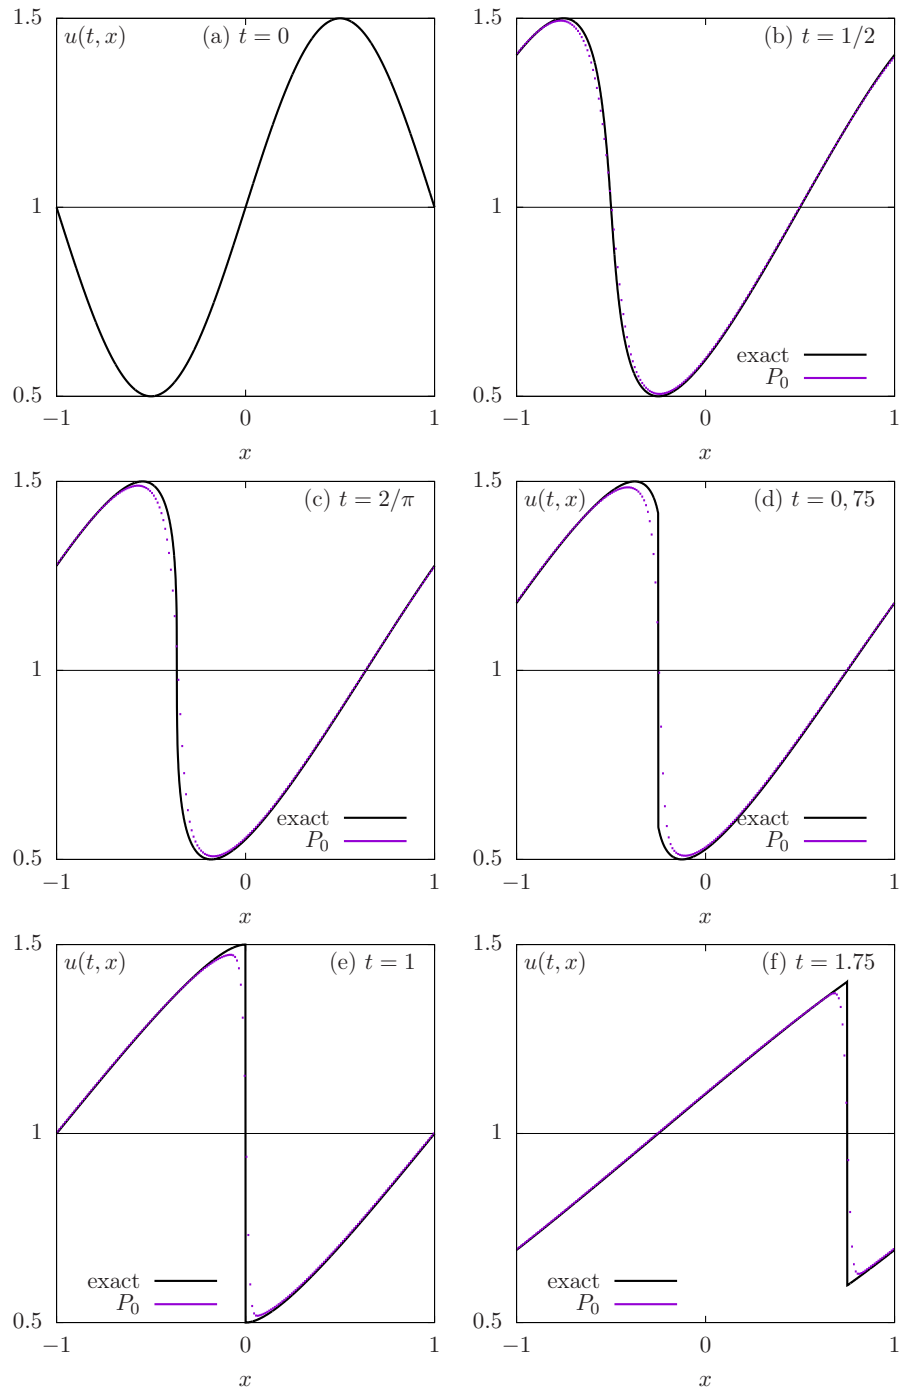 1.5
u(t, x)
(a) t = 0
1
0.5
−1
0
1
x
1.5
(b) t = 1/2
1
exact
P₀
0.5
−1
0
1
x
1.5
(c) t = 2/π
1
exact
P₀
0.5
−1
0
1
x
1.5
u(t, x)
(d) t = 0, 75
1
exact
P₀
0.5
−1
0
1
x
1.5
u(t, x)
(e) t = 1
1
exact
P₀
0.5
−1
0
1
x
1.5
u(t, x)
(f) t = 1.75
1
exact
P₀
0.5
−1
0
1
x